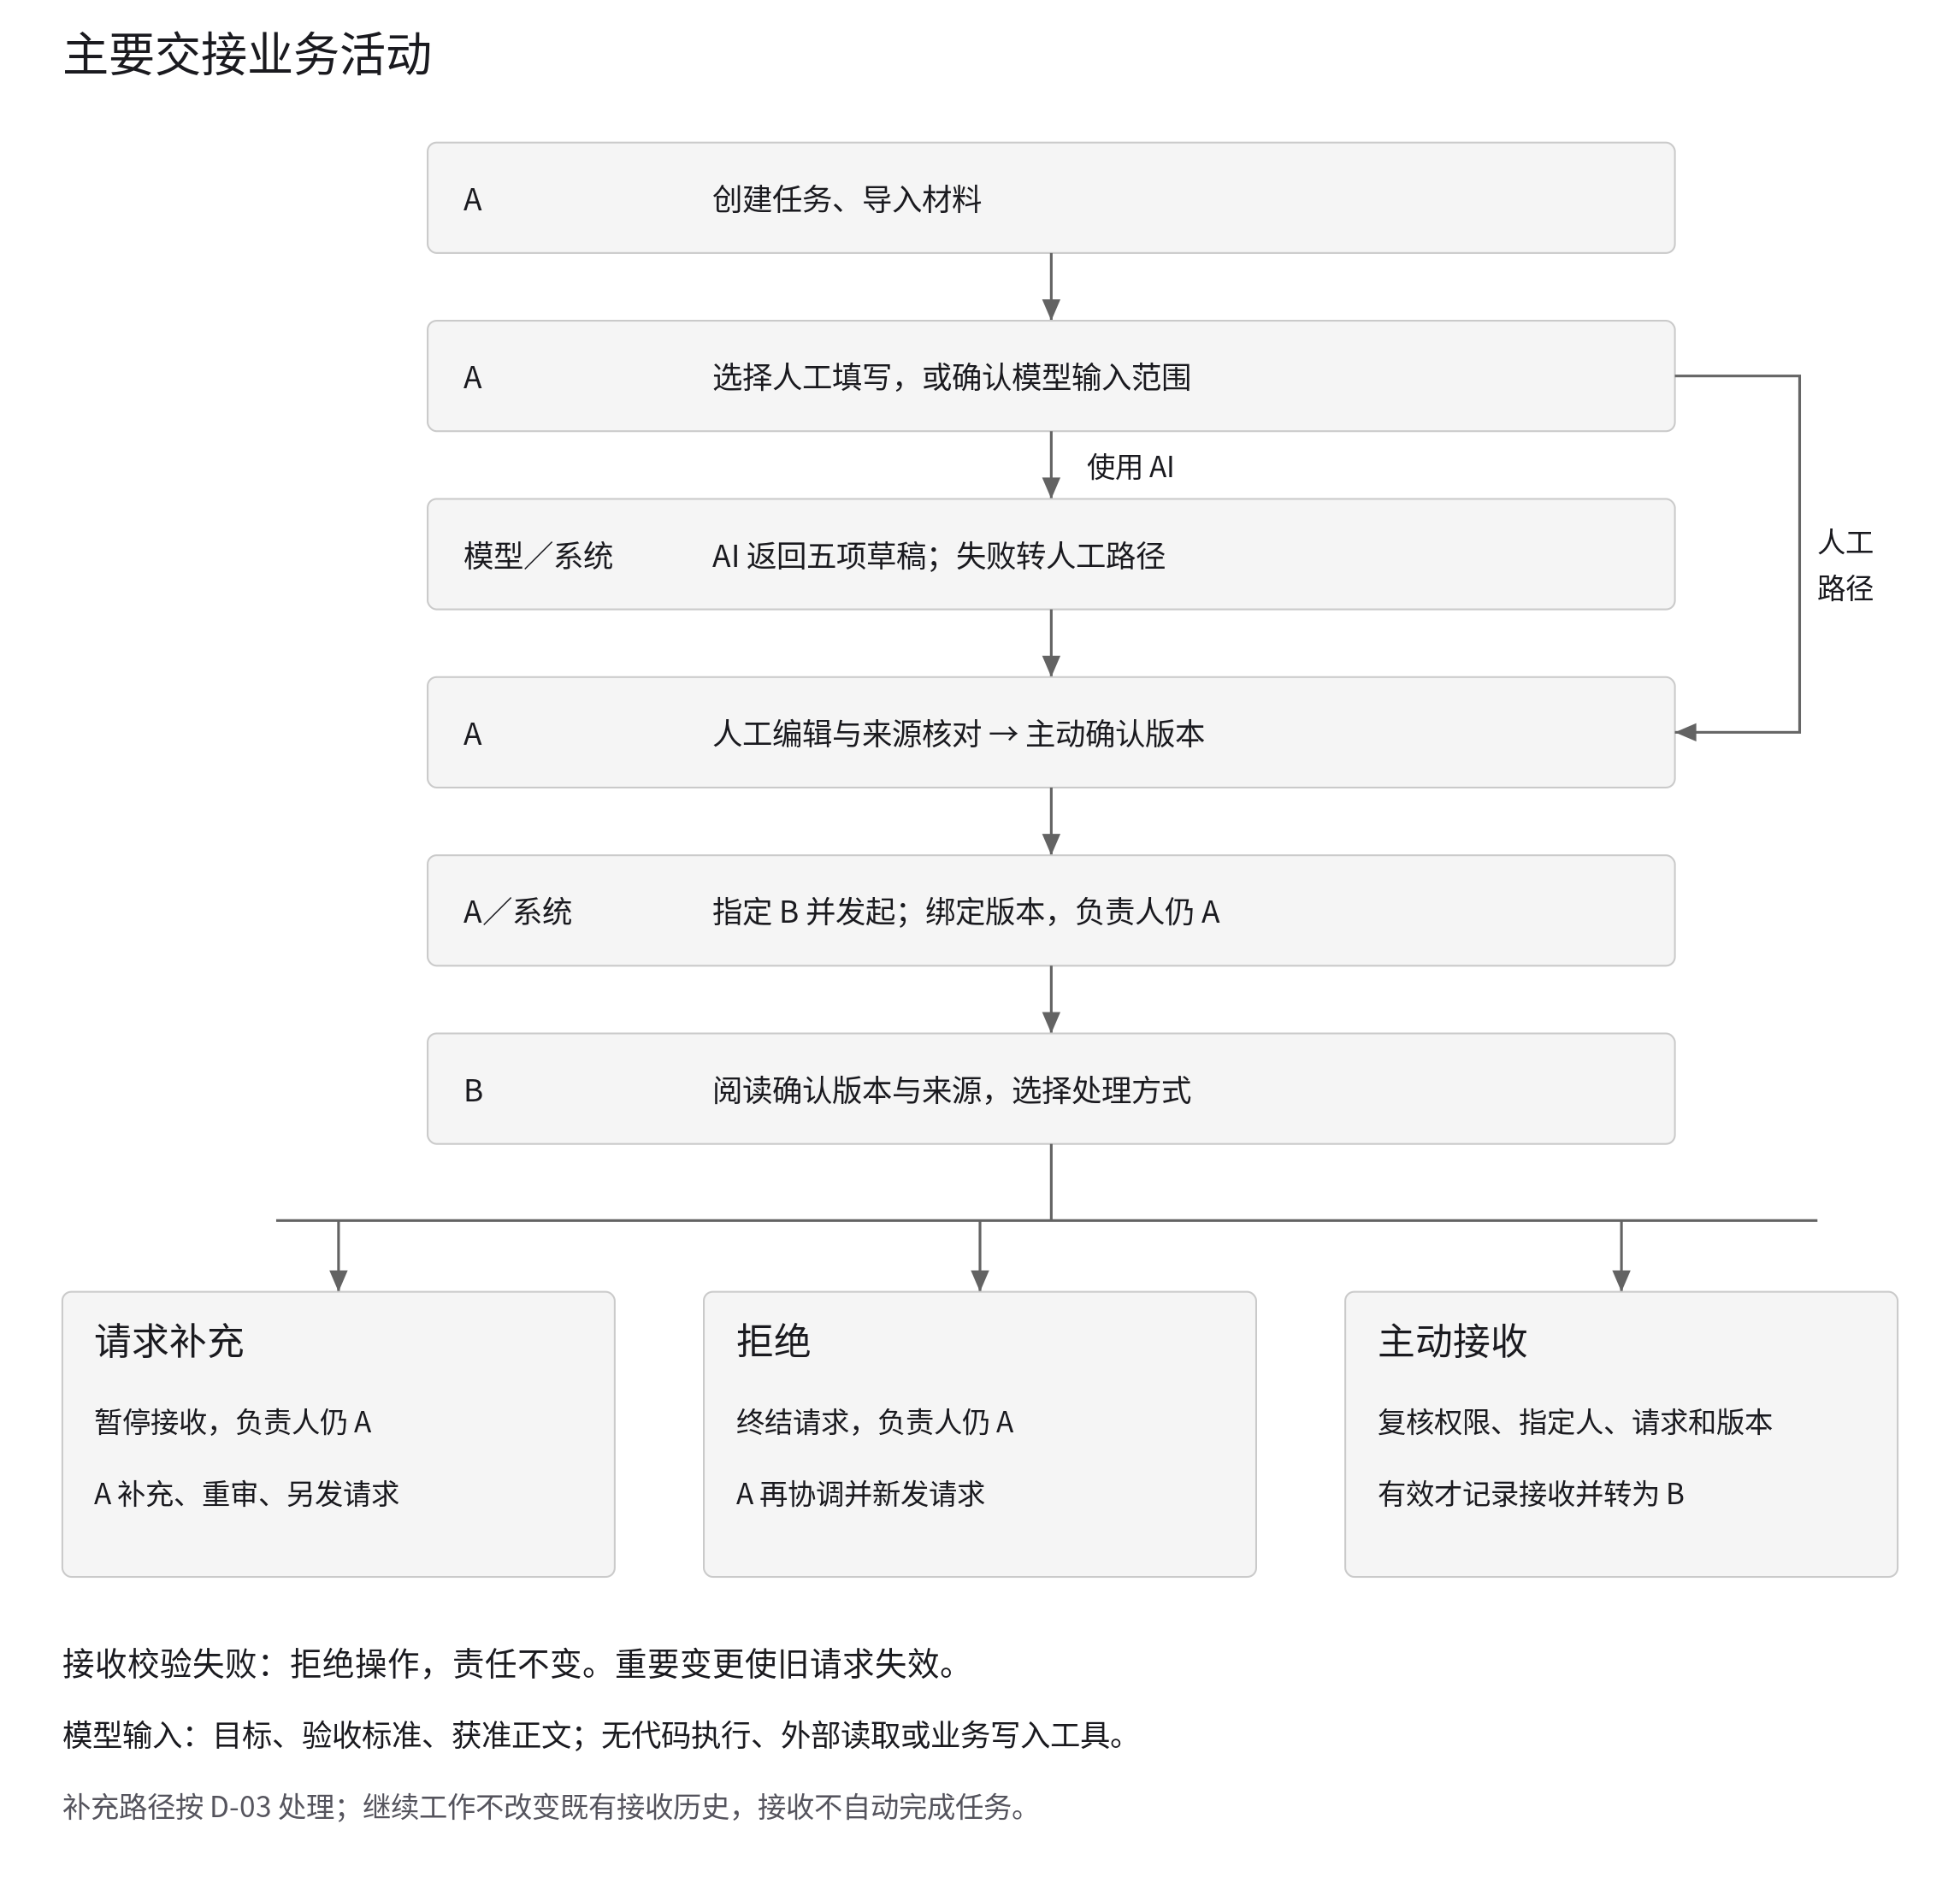 主要交接业务活动
A 创建任务、导入材料
A 选择人工填写，或确认模型输入范围
使用 AI
模型／系统 AI 返回五项草稿；失败转人工路径
人工
路径
A 人工编辑与来源核对 → 主动确认版本
A／系统 指定 B 并发起；绑定版本，负责人仍 A
B 阅读确认版本与来源，选择处理方式
请求补充
暂停接收，负责人仍 A
A 补充、重审、另发请求
拒绝
终结请求，负责人仍 A
A 再协调并新发请求
主动接收
复核权限、指定人、请求和版本
有效才记录接收并转为 B
接收校验失败：拒绝操作，责任不变。重要变更使旧请求失效。
模型输入：目标、验收标准、获准正文；无代码执行、外部读取或业务写入工具。
补充路径按 D-03 处理；继续工作不改变既有接收历史，接收不自动完成任务。